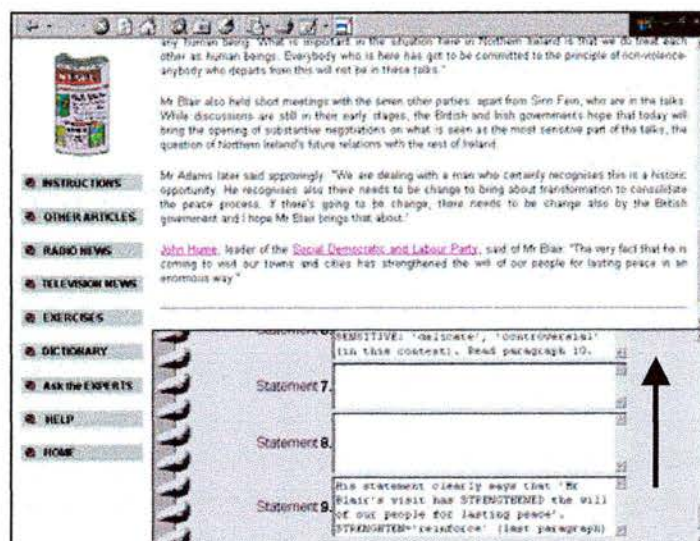 any human being. What is important in the situation here in Northern Ireland is that we do treat each
other as human beings. Everybody who is here has got to be committed to the principle of non-violence-
anybody who departs from this will not be in these talks."
Mr Blair also held short meetings with the seven other parties, apart from Sinn Fein, who are in the talks.
While discussions are still in their early stages, the British and Irish governments hope that today will
bring the opening of substantive negotiations on what is seen as the most sensitive part of the talks, the
question of Northern Ireland's future relations with the rest of Ireland.
Mr Adams later said approvingly: "We are dealing with a man who certainly recognises this is a historic
opportunity. He recognises also there needs to be change to bring about transformation to consolidate
the peace process. If there's going to be change, there needs to be change also by the British
government and I hope Mr Blair brings that about."
John Hume, leader of the Social Democratic and Labour Party, said of Mr Blair: "The very fact that he is
coming to visit our towns and cities has strengthened the will of our people for lasting peace in an
enormous way."
INSTRUCTIONS
OTHER ARTICLES
RADIO NEWS
TELEVISION NEWS
EXERCISES
DICTIONARY
Ask the EXPERTS
HELP
HOME
SENSITIVE: 'delicate', 'controversial'
(in this context). Read paragraph 10.
Statement 7.
Statement 8.
Statement 9.
His statement clearly says that 'Mr
Blair's visit has STRENGTHENED the will
of our people for lasting peace'.
STRENGHTEN='reinforce' (last paragraph)